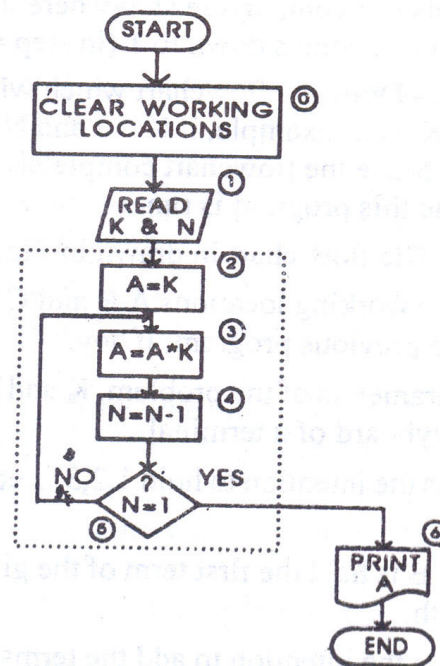 START
⓪
CLEAR WORKING
LOCATIONS
①
READ
K & N
②
A=K
③
A=A*K
④
N=N-1
NO
?
YES
N=1
⑤
⑥
PRINT
A
END